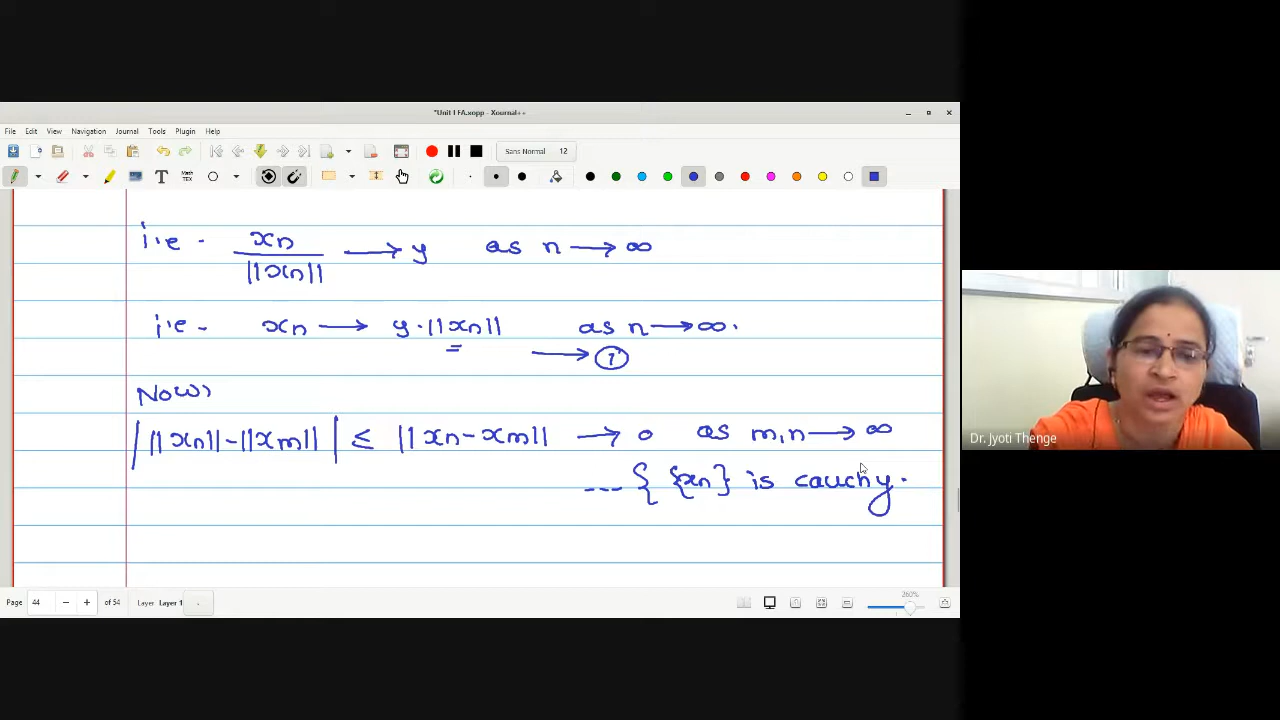 *Unit I FA.xopp - Xournal++
File Edit View Navigation Journal Tools Plugin Help
Sans Normal 12
i.e. xn / ||xn|| → y as n → ∞
i.e. xn → y.||xn|| as n → ∞.
→ ①
Now,
| ||xn|| - ||xm|| | ≤ ||xn - xm|| → 0 as m,n → ∞
--- { {xn} is cauchy.
Dr. Jyoti Thenge
Page 44 of 54 Layer Layer 1 260%